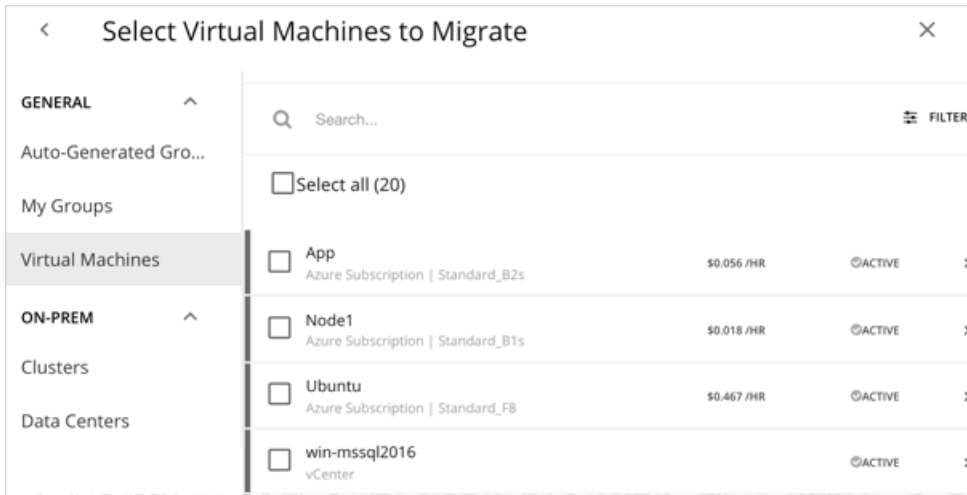 Select Virtual Machines to Migrate
GENERAL
Auto-Generated Gro...
My Groups
Virtual Machines
ON-PREM
Clusters
Data Centers
Search...
FILTER
Select all (20)
App
Azure Subscription | Standard_B2s
$0.056 /HR
ACTIVE
Node1
Azure Subscription | Standard_B1s
$0.018 /HR
ACTIVE
Ubuntu
Azure Subscription | Standard_F8
$0.467 /HR
ACTIVE
win-mssql2016
vCenter
ACTIVE